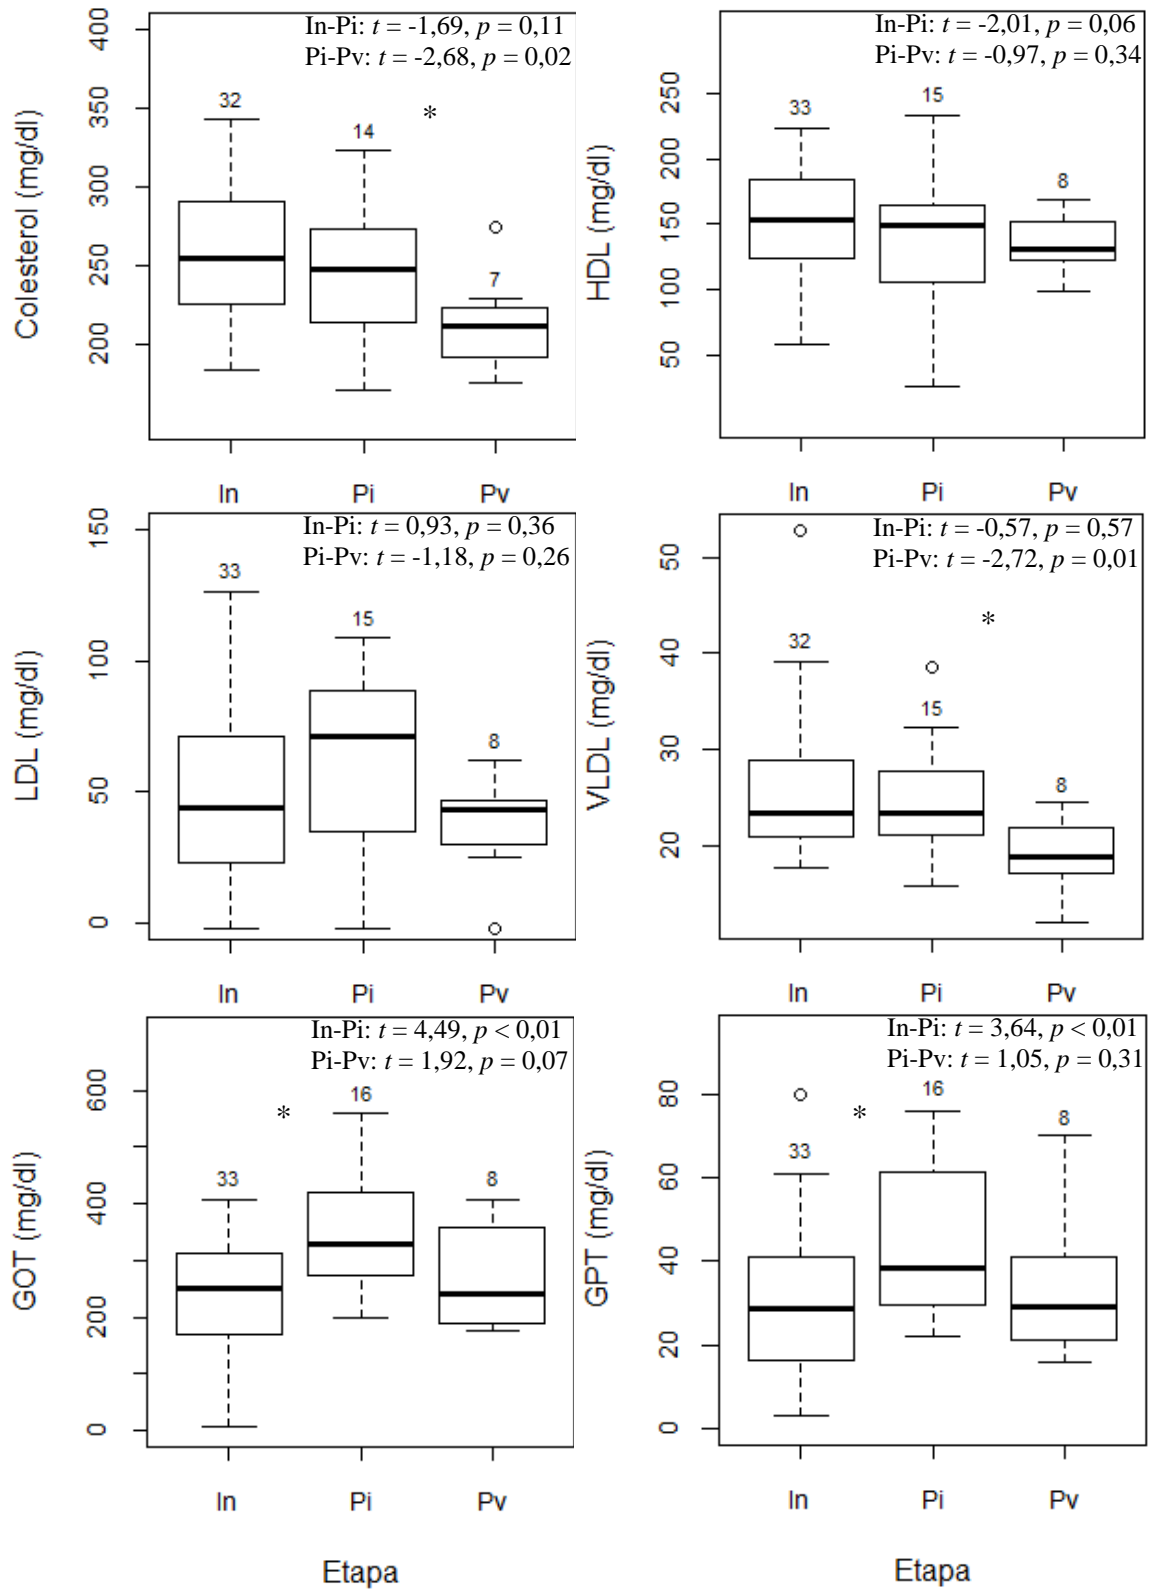 In-Pi: t = -1,69, p = 0,11
Pi-Pv: t = -2,68, p = 0,02
Colesterol (mg/dl)
400
350
300
250
200
32
14
*
7
In
Pi
Pv
In-Pi: t = -2,01, p = 0,06
Pi-Pv: t = -0,97, p = 0,34
HDL (mg/dl)
250
200
150
100
50
33
15
8
In
Pi
Pv
In-Pi: t = 0,93, p = 0,36
Pi-Pv: t = -1,18, p = 0,26
LDL (mg/dl)
150
100
50
0
33
15
8
In
Pi
Pv
In-Pi: t = -0,57, p = 0,57
Pi-Pv: t = -2,72, p = 0,01
VLDL (mg/dl)
50
40
30
20
32
15
*
8
In
Pi
Pv
In-Pi: t = 4,49, p < 0,01
Pi-Pv: t = 1,92, p = 0,07
GOT (mg/dl)
600
400
200
0
33
*
16
8
In
Pi
Pv
Etapa
In-Pi: t = 3,64, p < 0,01
Pi-Pv: t = 1,05, p = 0,31
GPT (mg/dl)
80
60
40
20
0
33
*
16
8
In
Pi
Pv
Etapa